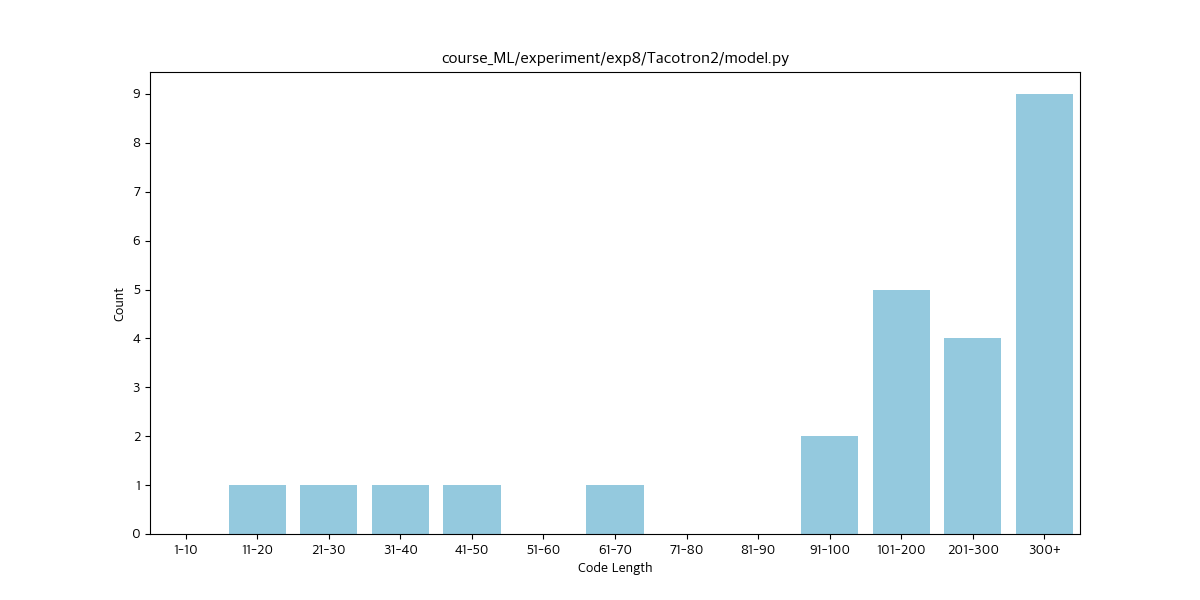 course_ML/experiment/exp8/Tacotron2/model.py
9
8
7
6
5
4
3
2
1
0
Count
1-10 11-20 21-30 31-40 41-50 51-60 61-70 71-80 81-90 91-100 101-200 201-300 300+
Code Length